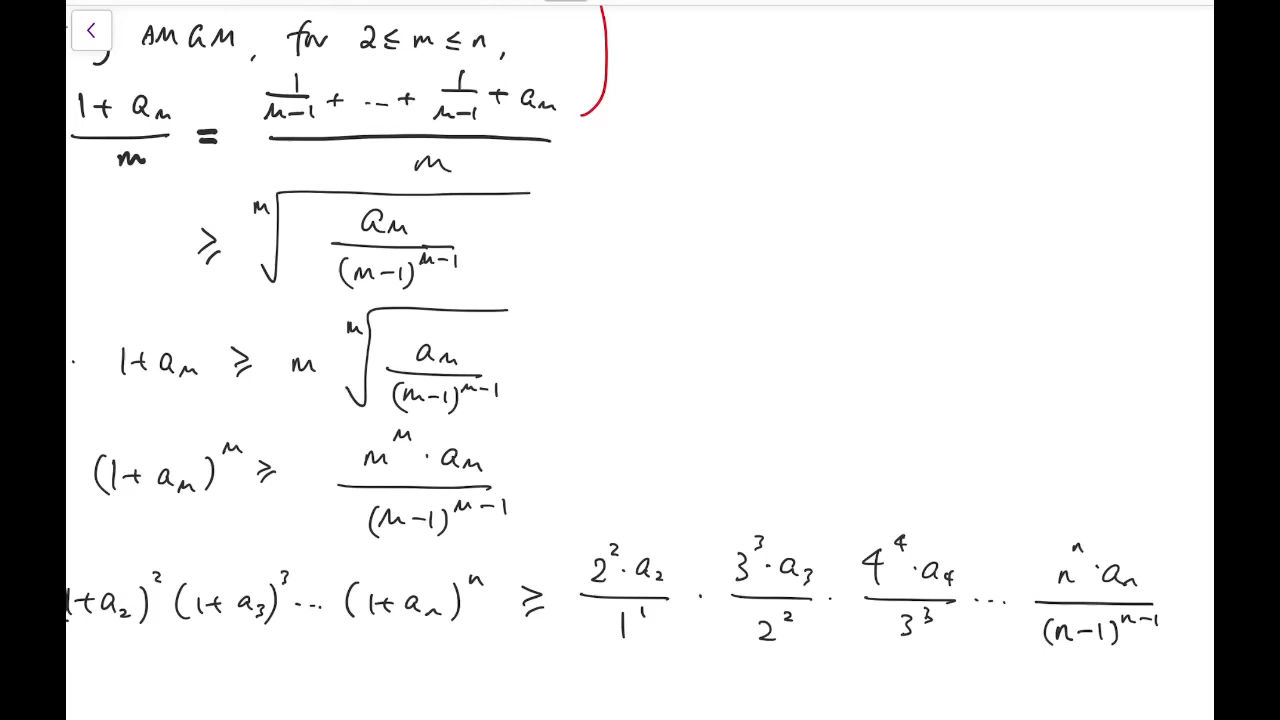 AM GM, for 2 ≤ m ≤ n,
(1 + a_m)/m = (1/(m-1) + ... + 1/(m-1) + a_m)/m
≥ \sqrt[m]{a_m/(m-1)^{m-1}}
. 1 + a_m ≥ m \sqrt[m]{a_m/(m-1)^{m-1}}
(1 + a_m)^m ≥ (m^m · a_m)/(m-1)^{m-1}
1+a_2)^2 (1+a_3)^3 ... (1+a_n)^n ≥ (2^2 · a_2)/1^1 · (3^3 · a_3)/2^2 · (4^4 · a_4)/3^3 ... (n^n · a_n)/(n-1)^{n-1}